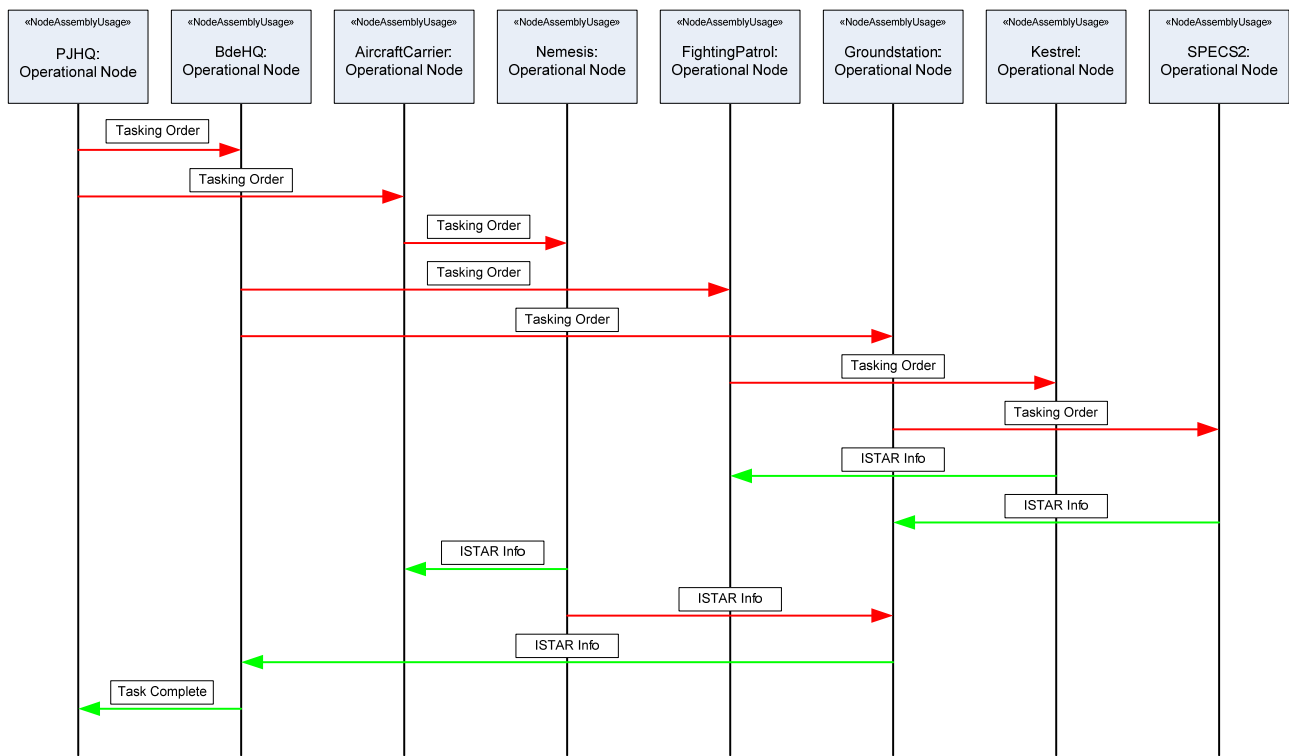 «NodeAssemblyUsage»
PJHQ:
Operational Node
«NodeAssemblyUsage»
BdeHQ:
Operational Node
«NodeAssemblyUsage»
AircraftCarrier:
Operational Node
«NodeAssemblyUsage»
Nemesis:
Operational Node
«NodeAssemblyUsage»
FightingPatrol:
Operational Node
«NodeAssemblyUsage»
Groundstation:
Operational Node
«NodeAssemblyUsage»
Kestrel:
Operational Node
«NodeAssemblyUsage»
SPECS2:
Operational Node
Tasking Order
Tasking Order
Tasking Order
Tasking Order
Tasking Order
Tasking Order
Tasking Order
ISTAR Info
ISTAR Info
ISTAR Info
ISTAR Info
ISTAR Info
Task Complete